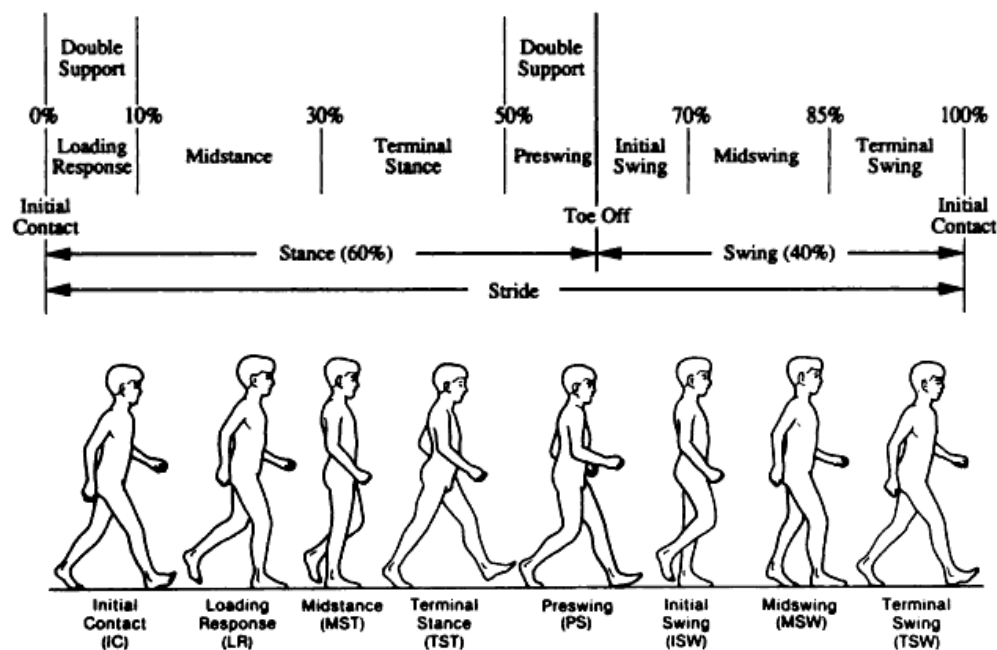 Double Double
Support Support
0% 10% 30% 50% 70% 85% 100%
Loading Response
Midstance
Terminal Stance
Preswing
Initial Swing
Midswing
Terminal Swing
Initial Contact
Toe Off
Initial Contact
Stance (60%) Swing (40%)
Stride
Initial Contact (IC)
Loading Response (LR)
Midstance (MST)
Terminal Stance (TST)
Preswing (PS)
Initial Swing (ISW)
Midswing (MSW)
Terminal Swing (TSW)